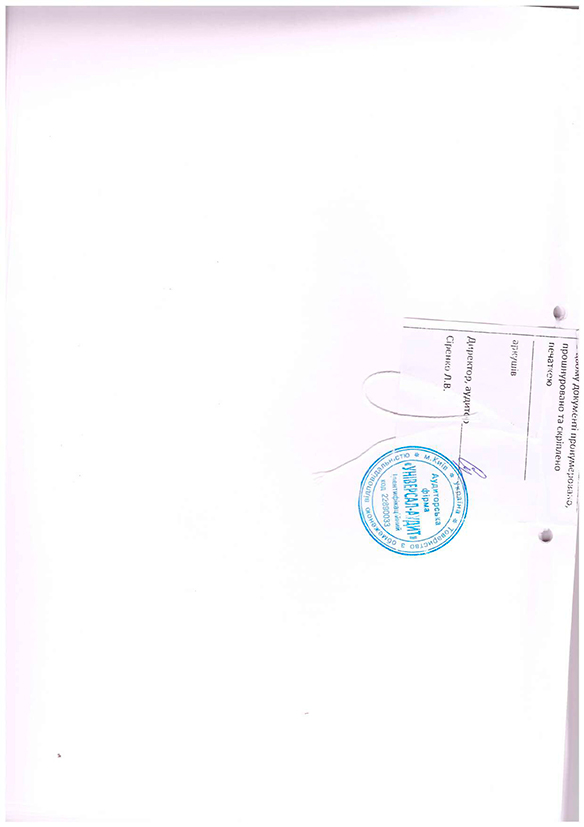 цьому документі пронумеровано,
прошнуровано та скріплено
печаткою
аркушів
Директор, аудитор
Сіренко Л.В.
Україна м.Київ
Товариство з обмеженою відповідальністю
Аудиторська
фірма
«УНІВЕРСАЛ-АУДИТ»
Ідентифікаційний
код 22890033